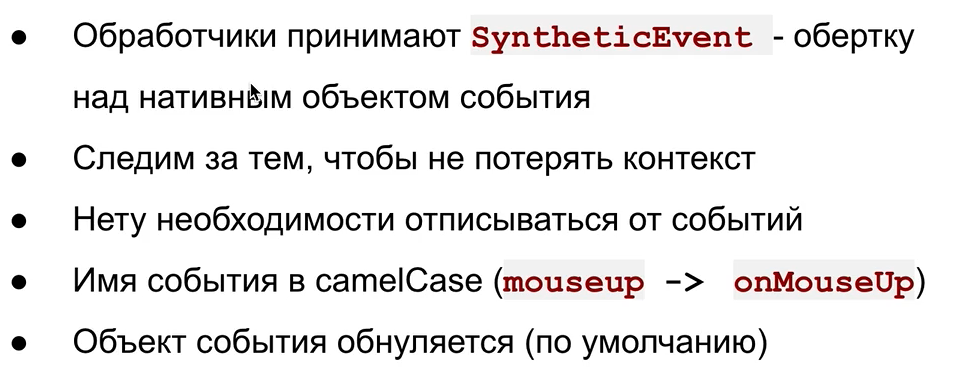 ● Обработчики принимают SyntheticEvent - обертку
над нативным объектом события
● Следим за тем, чтобы не потерять контекст
● Нету необходимости отписываться от событий
● Имя события в camelCase (mouseup -> onMouseUp)
● Объект события обнуляется (по умолчанию)